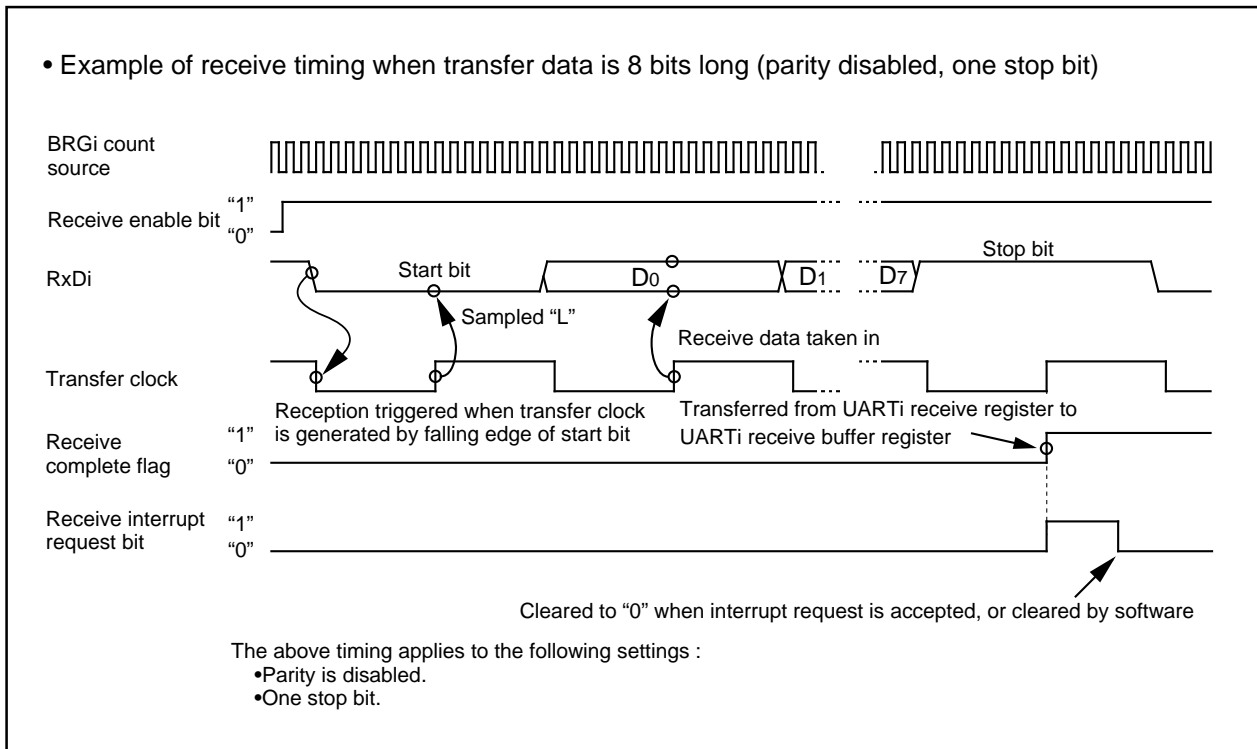 • Example of receive timing when transfer data is 8 bits long (parity disabled, one stop bit)
BRGi count
source
Receive enable bit
“1”
“0”
RxDi
Start bit
D0
D1
D7
Stop bit
Sampled “L”
Receive data taken in
Transfer clock
Reception triggered when transfer clock
is generated by falling edge of start bit
Transferred from UARTi receive register to
UARTi receive buffer register
Receive
complete flag
“1”
“0”
Receive interrupt
request bit
“1”
“0”
Cleared to “0” when interrupt request is accepted, or cleared by software
The above timing applies to the following settings :
•Parity is disabled.
•One stop bit.